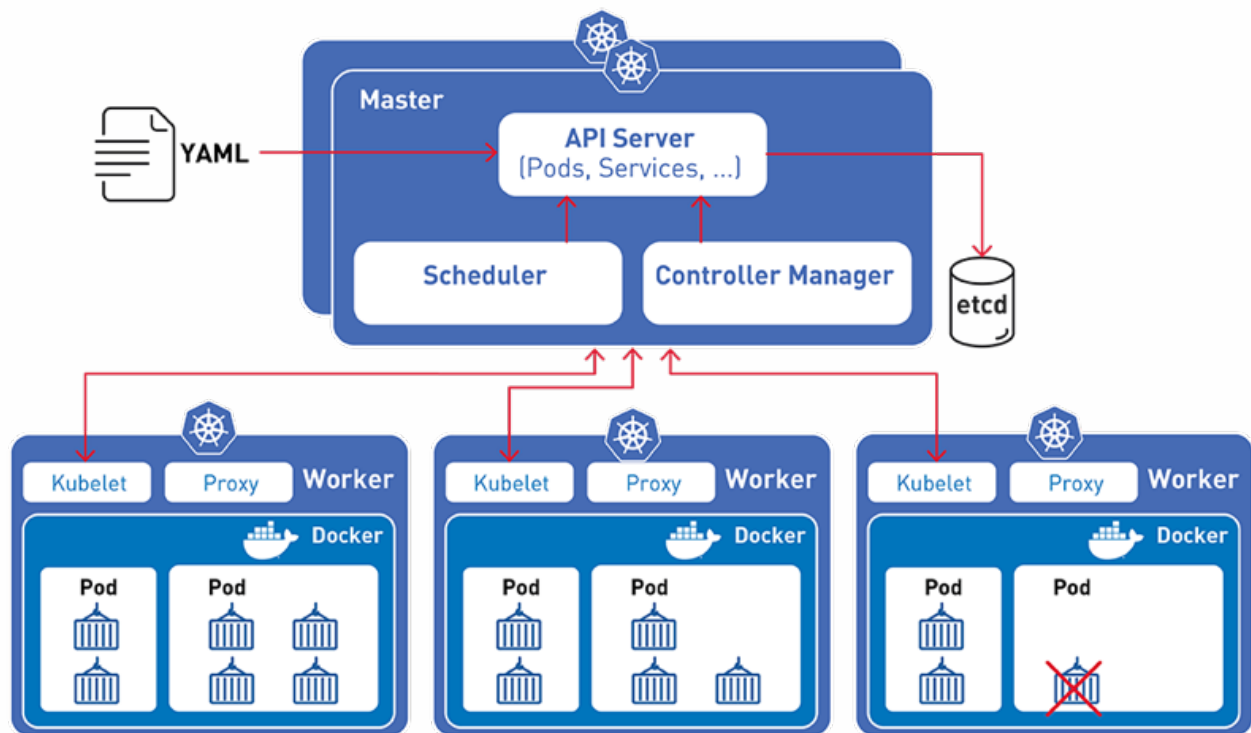 Master
API Server
(Pods, Services, ...)
YAML
Scheduler
Controller Manager
etcd
Kubelet
Proxy
Worker
Docker
Pod
Pod
Kubelet
Proxy
Worker
Docker
Pod
Pod
Kubelet
Proxy
Worker
Docker
Pod
Pod